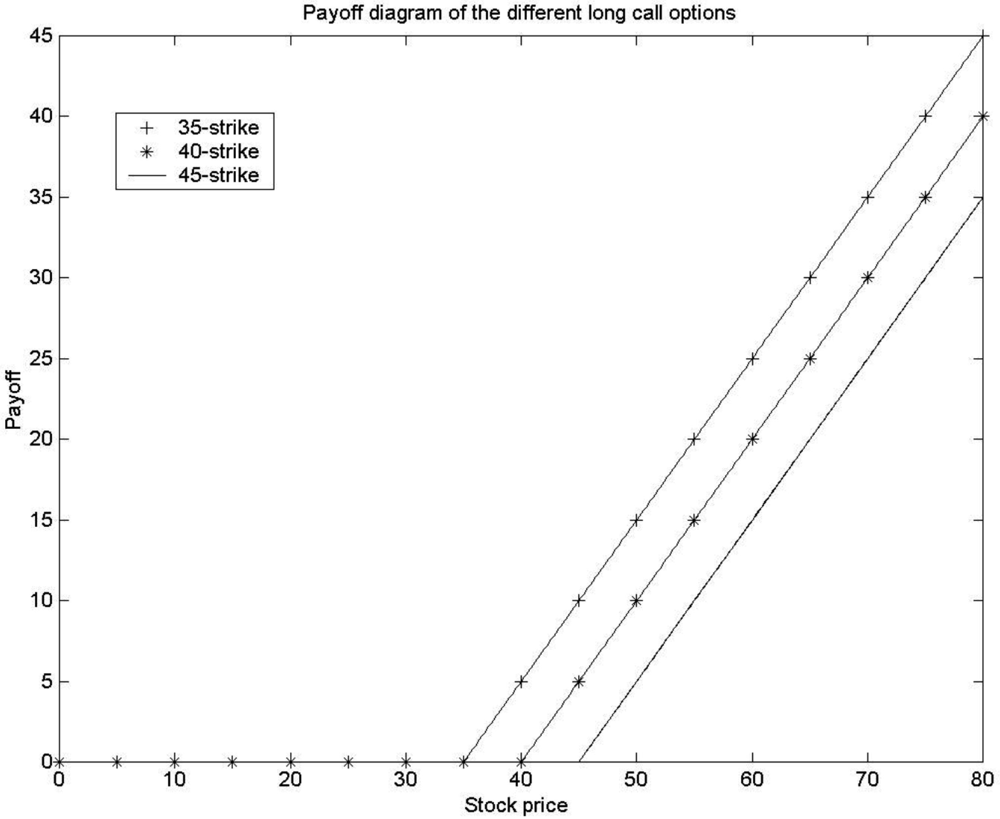 Payoff diagram of the different long call options
45
40
35
30
25
20
15
10
5
0
Payoff
35-strike
40-strike
45-strike
0 10 20 30 40 50 60 70 80
Stock price